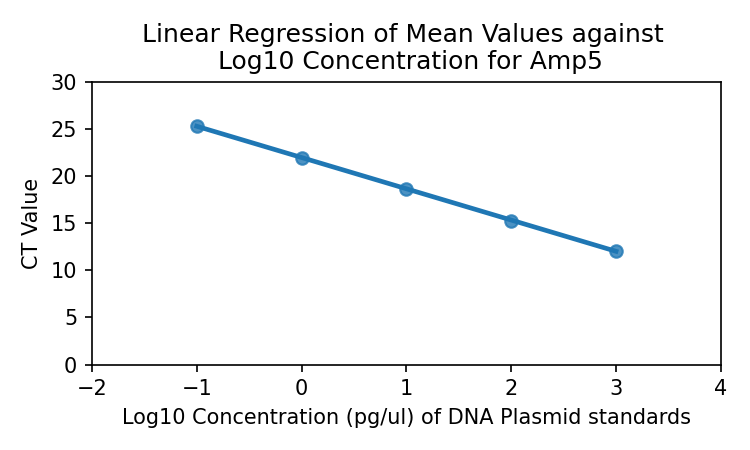 Linear Regression of Mean Values against
Log10 Concentration for Amp5
30
25
20
15
10
5
0
CT Value
−2 −1 0 1 2 3 4
Log10 Concentration (pg/ul) of DNA Plasmid standards